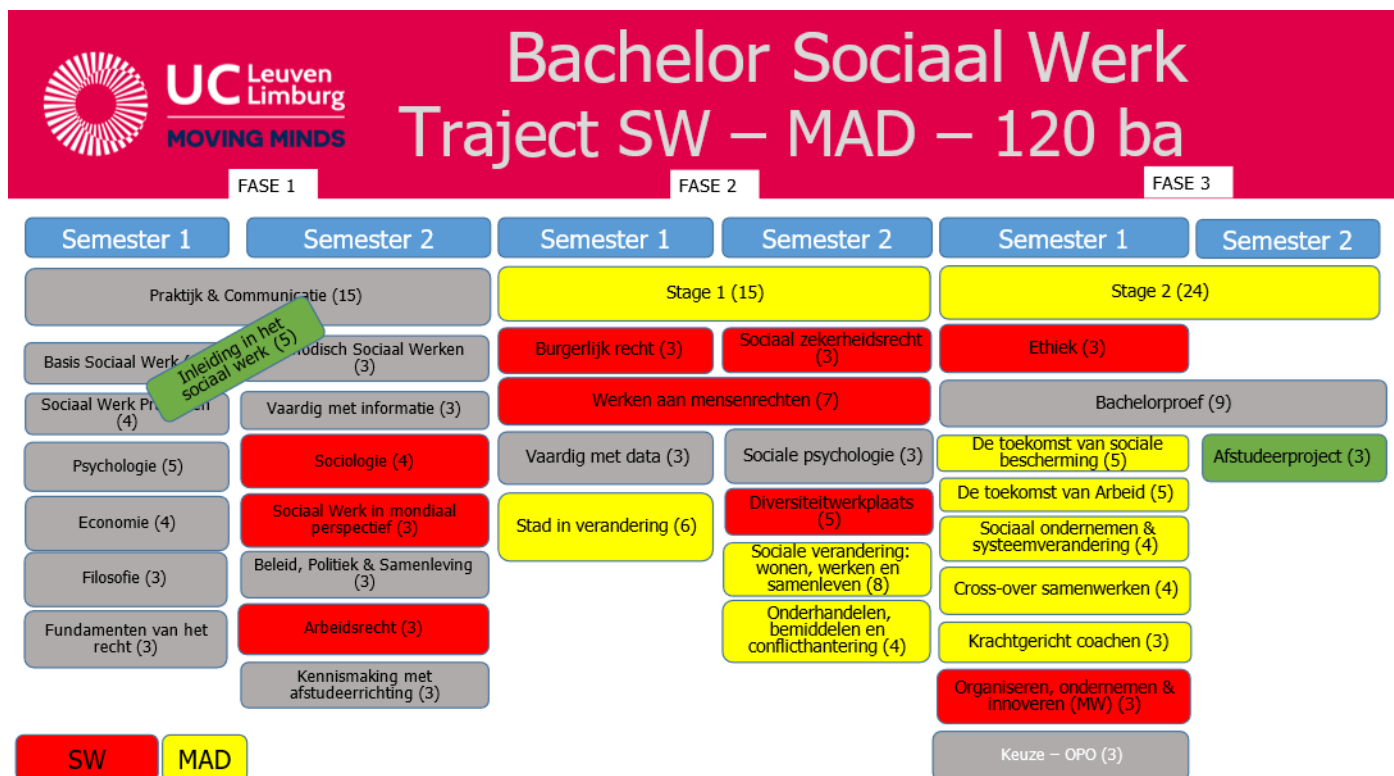 UC Leuven
Limburg
MOVING MINDS
Bachelor Sociaal Werk
Traject SW – MAD – 120 ba
FASE 1
FASE 2
FASE 3
Semester 1
Semester 2
Semester 1
Semester 2
Semester 1
Semester 2
Praktijk & Communicatie (15)
Stage 1 (15)
Stage 2 (24)
Inleiding in het
sociaal werk (5)
Basis Sociaal Werk
Sociaal Werken
(3)
Burgerlijk recht (3)
Sociaal zekerheidsrecht
(3)
Ethiek (3)
Sociaal Werk
(4)
Vaardig met informatie (3)
Werken aan mensenrechten (7)
Bachelorproef (9)
Psychologie (5)
Sociologie (4)
Vaardig met data (3)
Sociale psychologie (3)
De toekomst van sociale
bescherming (5)
Afstudeerproject (3)
Economie (4)
Sociaal Werk in mondiaal
perspectief (3)
Stad in verandering (6)
Diversiteitwerkplaats
(5)
De toekomst van Arbeid (5)
Sociaal ondernemen &
systeemverandering (4)
Filosofie (3)
Beleid, Politiek & Samenleving
(3)
Sociale verandering:
wonen, werken en
samenleven (8)
Cross-over samenwerken (4)
Fundamenten van het
recht (3)
Arbeidsrecht (3)
Onderhandelen,
bemiddelen en
conflicthantering (4)
Krachtgericht coachen (3)
Kennismaking met
afstudeerrichting (3)
Organiseren, ondernemen &
innoveren (MW) (3)
Keuze – OPO (3)
SW
MAD